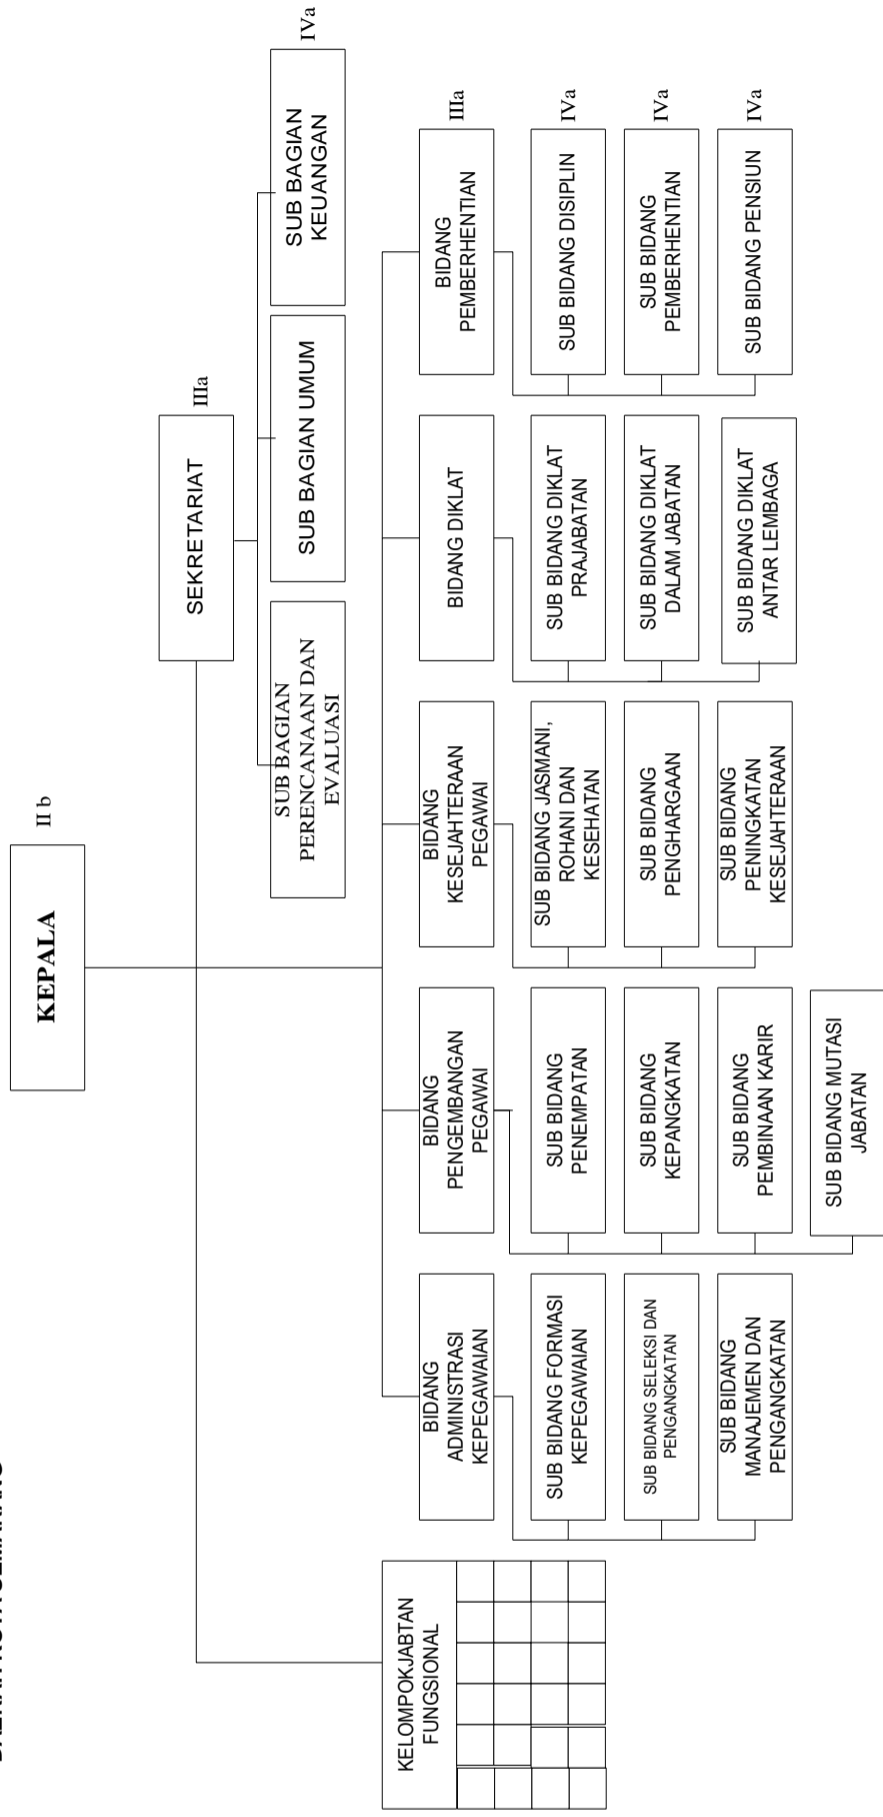 KEPALA
II b
SEKRETARIAT
IIIa
SUB BAGIAN
PERENCANAAN DAN
EVALUASI
SUB BAGIAN UMUM
SUB BAGIAN
KEUANGAN
IVa
KELOMPOKJABTAN
FUNGSIONAL
BIDANG
ADMINISTRASI
KEPEGAWAIAN
BIDANG
PENGEMBANGAN
PEGAWAI
BIDANG
KESEJAHTERAAN
PEGAWAI
BIDANG DIKLAT
BIDANG
PEMBERHENTIAN
IIIa
SUB BIDANG FORMASI
KEPEGAWAIAN
SUB BIDANG
PENEMPATAN
SUB BIDANG JASMANI,
ROHANI DAN
KESEHATAN
SUB BIDANG DIKLAT
PRAJABATAN
SUB BIDANG DISIPLIN
IVa
SUB BIDANG SELEKSI DAN
PENGANGKATAN
SUB BIDANG
KEPANGKATAN
SUB BIDANG
PENGHARGAAN
SUB BIDANG DIKLAT
DALAM JABATAN
SUB BIDANG
PEMBERHENTIAN
IVa
SUB BIDANG
MANAJEMEN DAN
PENGANGKATAN
SUB BIDANG
PEMBINAAN KARIR
SUB BIDANG
PENINGKATAN
KESEJAHTERAAN
SUB BIDANG DIKLAT
ANTAR LEMBAGA
SUB BIDANG PENSIUN
IVa
SUB BIDANG MUTASI
JABATAN